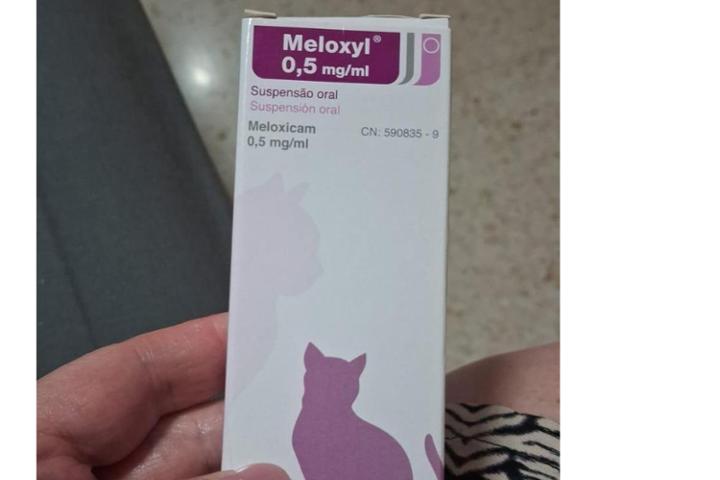 Meloxyl®
0,5 mg/ml
Suspensão oral
Suspensión oral
Meloxicam
0,5 mg/ml
CN: 590835 - 9